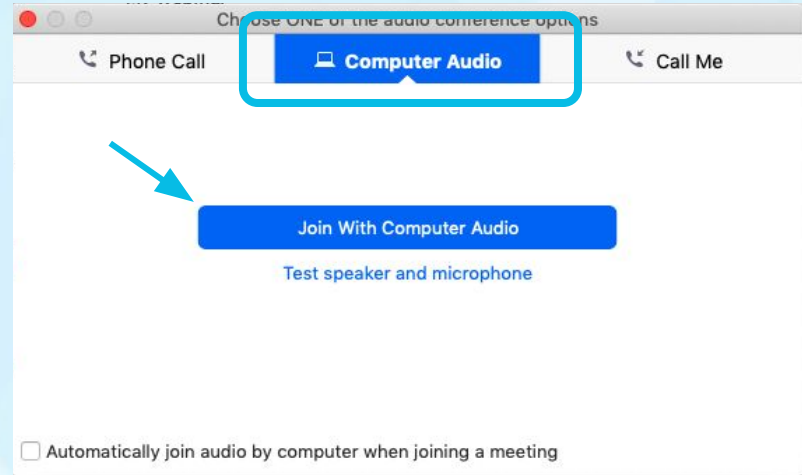 Choose ONE of the audio conference options
Phone Call
Computer Audio
Call Me
Join With Computer Audio
Test speaker and microphone
Automatically join audio by computer when joining a meeting